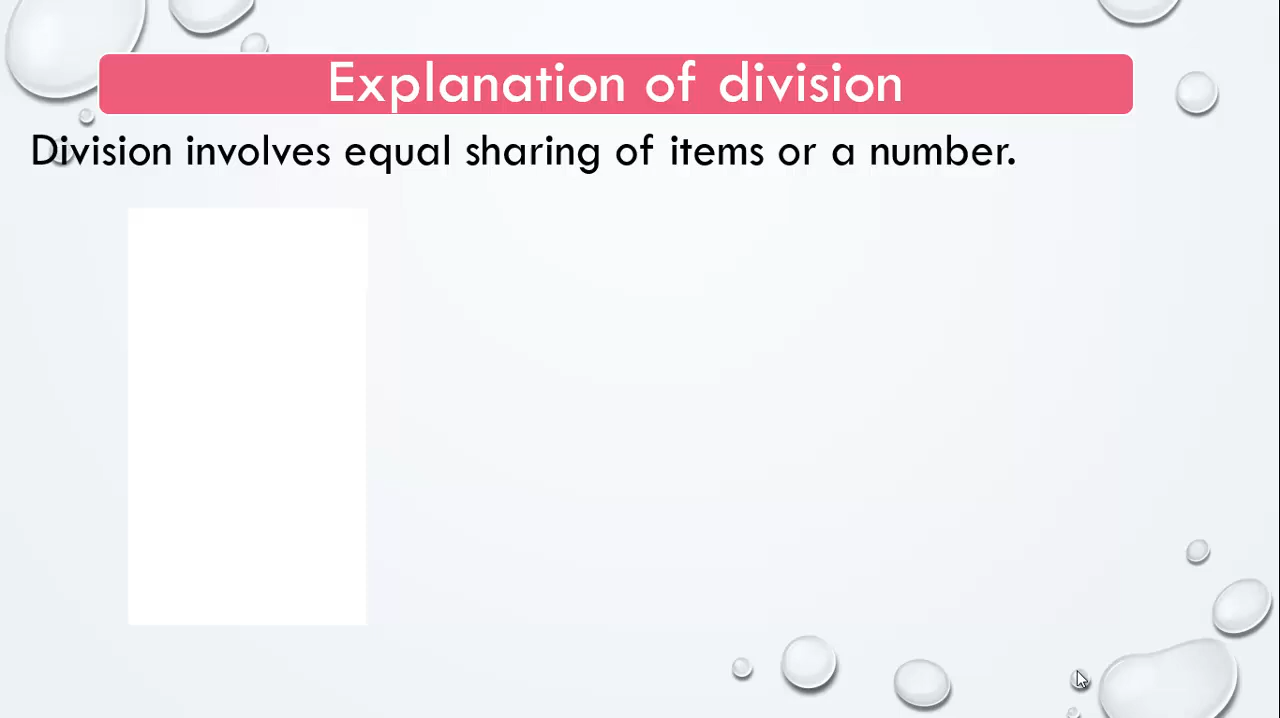 Explanation of division
Division involves equal sharing of items or a number.